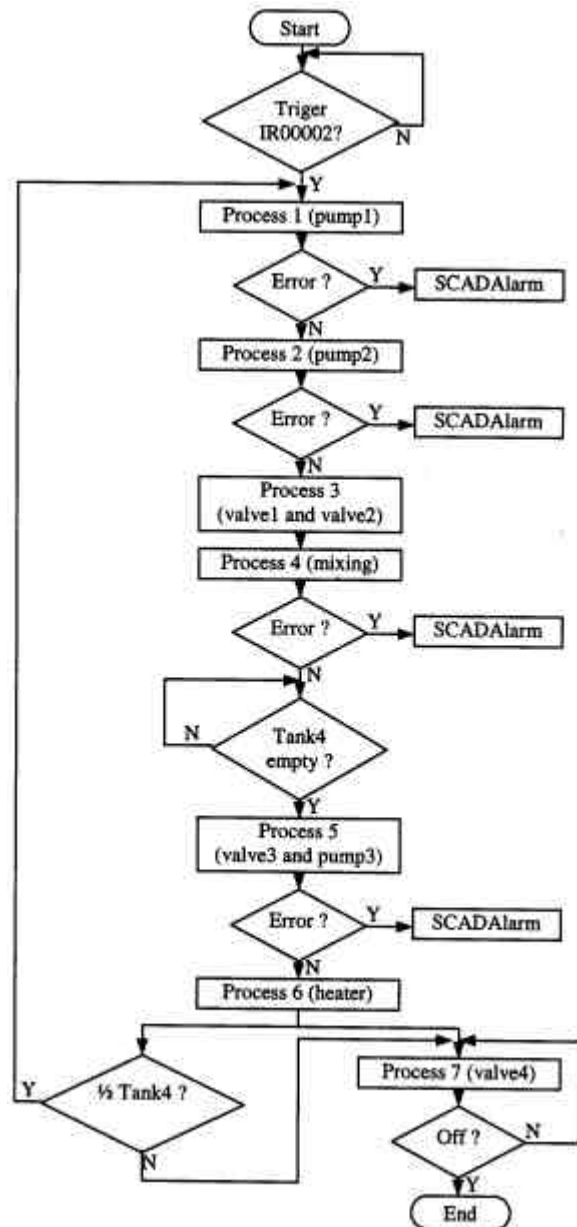 Start
Triger
IR00002?
N
Y
Process 1 (pump1)
Error ?
Y
SCADAlarm
N
Process 2 (pump2)
Error ?
Y
SCADAlarm
N
Process 3
(valve1 and valve2)
Process 4 (mixing)
Error ?
Y
SCADAlarm
N
N
Tank4
empty ?
Y
Process 5
(valve3 and pump3)
Error ?
Y
SCADAlarm
N
Process 6 (heater)
Y
½ Tank4 ?
N
Process 7 (valve4)
Off ?
N
Y
End